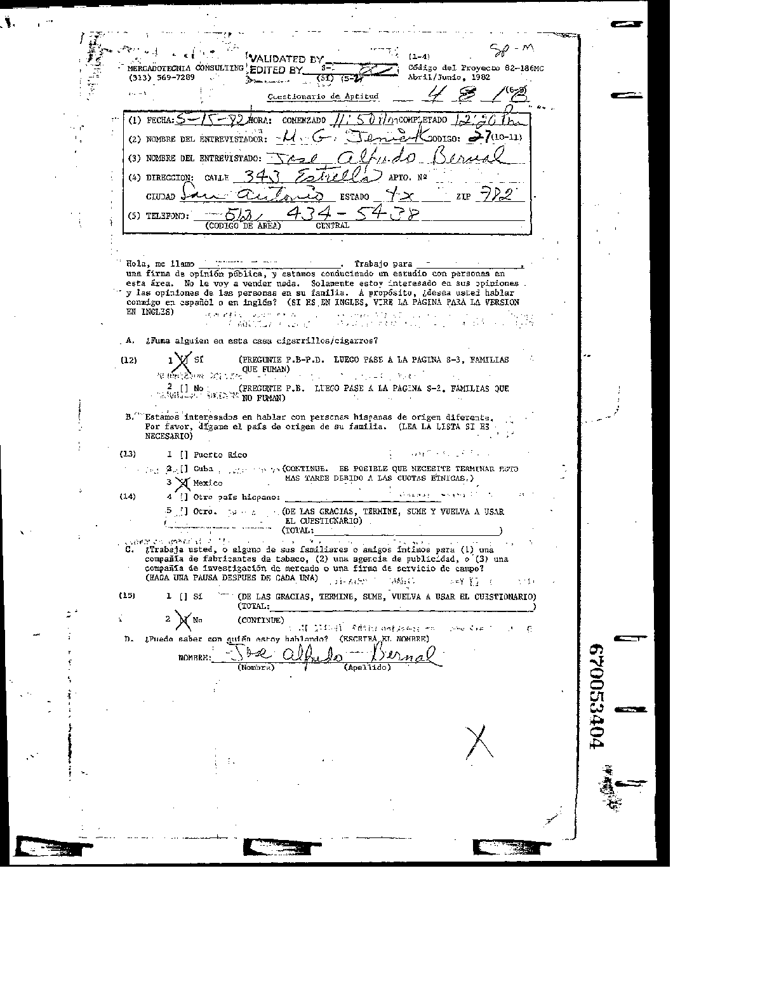 SP-M
VALIDATED BY (1-4)
MERCADOTECNIA CONSULTING EDITED BY Código del Proyecto 82-186MC
(313) 569-7289 (SI) Abril/Junio, 1982
Cuestionario de Aptitud 4 8 (6-9)
(1) FECHA: 5-15-82 HORA: COMENZADO 11:50 COMPLETADO 12:20
(2) NOMBRE DEL ENTREVISTADOR: H. G. CODIGO: 27 (10-11)
(3) NOMBRE DEL ENTREVISTADO: Jose Alfredo Bernal
(4) DIRECCION: CALLE 343 Estrella APTO. Nº
CIUDAD San Antonio ESTADO Tx ZIP 782
(5) TELEFONO: 512 434-5438
(CODIGO DE AREA) CENTRAL
Hola, me llamo . Trabajo para ,
una firma de opinión pública, y estamos conduciendo un estudio con personas en
esta área. No le voy a vender nada. Solamente estoy interesado en sus opiniones
y las opiniones de las personas en su familia. A propósito, ¿desea usted hablar
conmigo en español o en inglés? (SI ES EN INGLES, VIRE LA PAGINA PARA LA VERSION
EN INGLES)
A. ¿Fuma alguien en esta casa cigarrillos/cigarros?
(12) 1 [X] Sí (PREGUNTE P.B-P.D. LUEGO PASE A LA PAGINA S-3, FAMILIAS
QUE FUMAN)
2 [] No (PREGUNTE P.B. LUEGO PASE A LA PAGINA S-2, FAMILIAS QUE
NO FUMAN)
B. Estamos interesados en hablar con personas hispanas de origen diferente.
Por favor, dígame el país de origen de su familia. (LEA LA LISTA SI ES
NECESARIO)
(13) 1 [] Puerto Rico
2 [] Cuba (CONTINUE. ES POSIBLE QUE NECESITE TERMINAR ESTO
3 [X] Mexico MAS TARDE DEBIDO A LAS CUOTAS ETNICAS.)
(14) 4 [] Otro país hispano:
5 [] Otro. (DE LAS GRACIAS, TERMINE, SUME Y VUELVA A USAR
EL CUESTIONARIO)
(TOTAL: )
C. ¿Trabaja usted, o alguno de sus familiares o amigos íntimos para (1) una
compañía de fabricantes de tabaco, (2) una agencia de publicidad, o (3) una
compañía de investigación de mercado o una firma de servicio de campo?
(HAGA UNA PAUSA DESPUES DE CADA UNA)
(15) 1 [] Sí (DE LAS GRACIAS, TERMINE, SUME, VUELVA A USAR EL CUESTIONARIO)
(TOTAL: )
2 [X] No (CONTINUE)
D. ¿Puedo saber con quién estoy hablando? (ESCRIBA EL NOMBRE)
NOMBRE: Jose Alfredo Bernal
(Nombre) (Apellido)
X
670053404